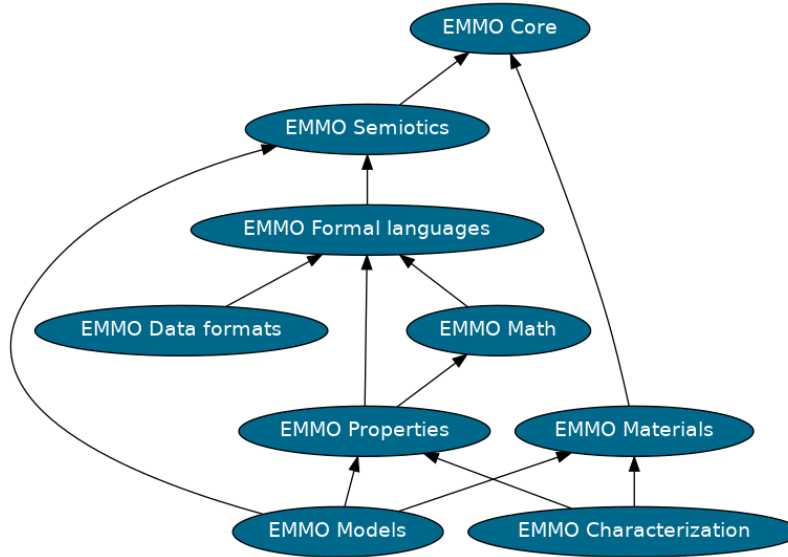 EMMO Core
EMMO Semiotics
EMMO Formal languages
EMMO Data formats
EMMO Math
EMMO Properties
EMMO Materials
EMMO Models
EMMO Characterization